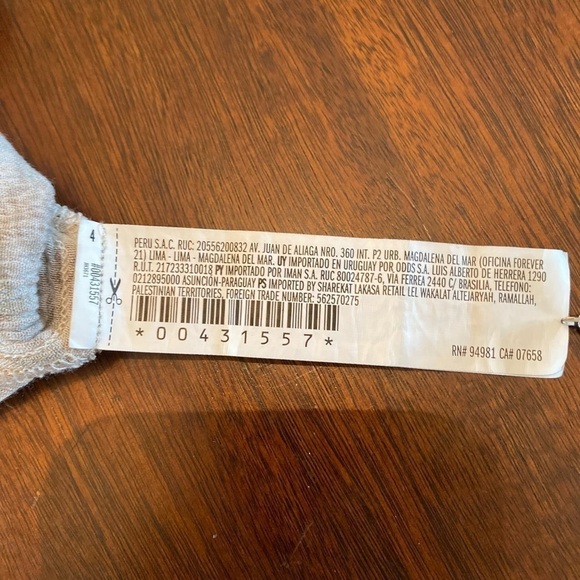 PERU S.A.C. RUC: 20556200832 AV. JUAN DE ALIAGA NRO. 360 INT. P2 URB. MAGDALENA DEL MAR (OFICINA FOREVER
21) LIMA - LIMA - MAGDALENA DEL MAR. UY IMPORTADO EN URUGUAY POR ODDS S.A. LUIS ALBERTO DE HERRERA 1290
R.U.T. 217233310018 PY IMPORTADO POR IMAN S.A. RUC 80024787-6, VIA FERREA 2440 C/ BRASILIA, TELEFONO:
0212895000 ASUNCION-PARAGUAY PS IMPORTED BY SHAREKAT LAKASA RETAIL LEL WAKALAT ALTEJARYAH, RAMALLAH,
PALESTINIAN TERRITORIES. FOREIGN TRADE NUMBER: 562570275
*00431557*
RN# 94981 CA# 07658
4
#00431557